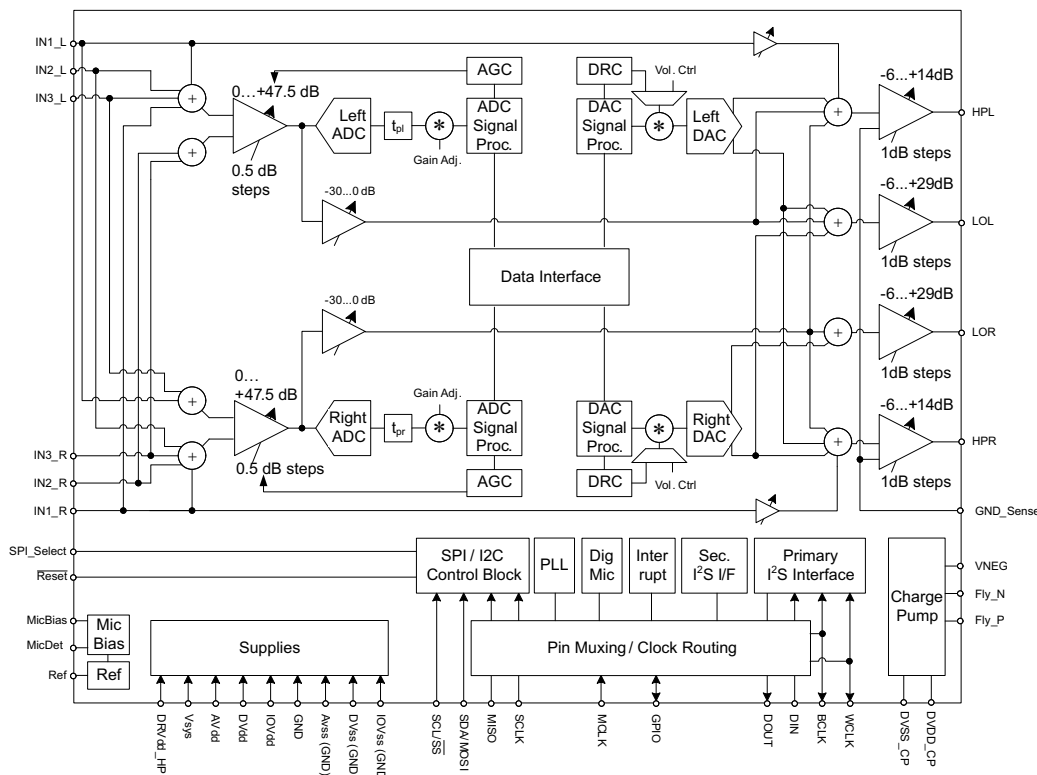 IN1_L
IN2_L
IN3_L
0…+47.5 dB
0.5 dB
steps
Left
ADC
tpl
*
Gain Adj.
AGC
ADC
Signal
Proc.
DRC
Vol. Ctrl
DAC
Signal
Proc.
*
Left
DAC
-6...+14dB
1dB steps
HPL
-30...0 dB
-6...+29dB
1dB steps
LOL
Data Interface
-30...0 dB
-6...+29dB
1dB steps
LOR
0…
+47.5 dB
0.5 dB steps
Right
ADC
tpr
Gain Adj.
*
ADC
Signal
Proc.
AGC
DAC
Signal
Proc.
DRC
*
Vol. Ctrl
Right
DAC
-6...+14dB
1dB steps
HPR
IN3_R
IN2_R
IN1_R
GND_Sense
+
+
+
+
+
+
+
+
SPI_Select
Reset
SPI / I2C
Control Block
PLL
Dig
Mic
Inter
rupt
Sec.
I2S I/F
Primary
I2S Interface
Charge
Pump
VNEG
Fly_N
Fly_P
MicBias
MicDet
Ref
Mic
Bias
Ref
Supplies
Pin Muxing / Clock Routing
DRVdd_HP
Vsys
AVdd
DVdd
IOVdd
GND
Avss (GND)
DVss (GND
IOVss (GND
SCL/SS
SDA/MOSI
MISO
SCLK
MCLK
GPIO
DOUT
DIN
BCLK
WCLK
DVSS_CP
DVDD_CP